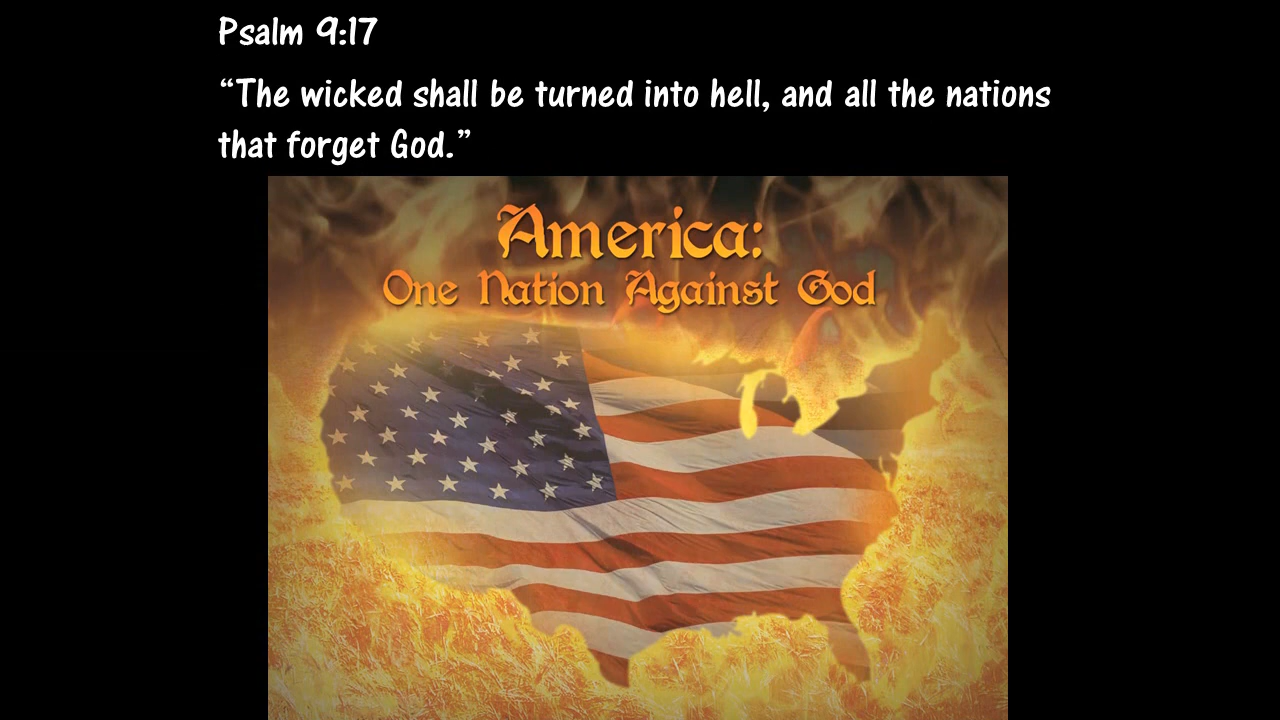 Psalm 9:17
“The wicked shall be turned into hell, and all the nations
that forget God.”
America:
One Nation Against God